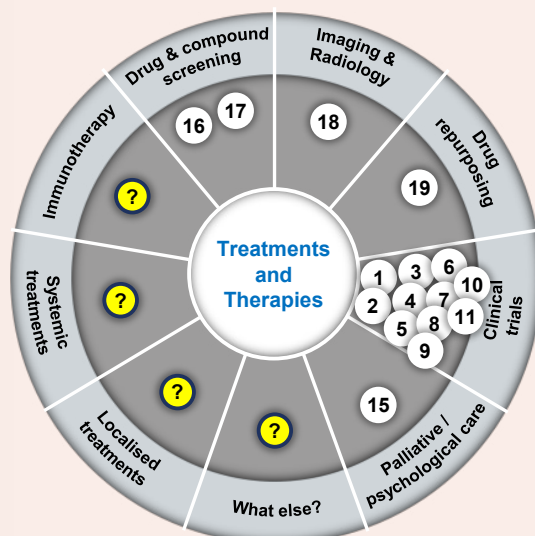 Drug & compound
screening
Imaging &
Radiology
Drug
repurposing
Clinical
trials
Palliative /
psychological care
What else?
Localised
treatments
Systemic
treatments
Immunotherapy
Treatments
and
Therapies
16
17
18
19
1
3
6
10
2
4
7
11
5
8
9
15
?
?
?
?